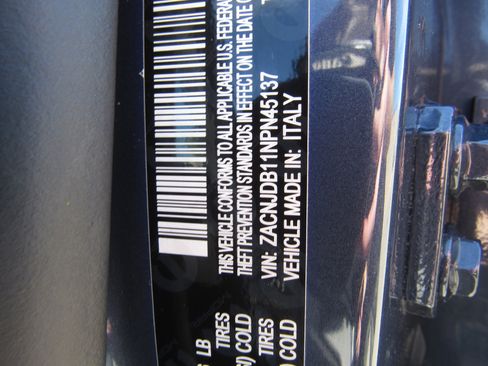 THIS VEHICLE CONFORMS TO ALL APPLICABLE U.S. FEDERAL
THEFT PREVENTION STANDARDS IN EFFECT ON THE DATE
VIN: ZACNJDB11NPN45137
VEHICLE MADE IN: ITALY
LB
TIRES
COLD
TIRES
COLD